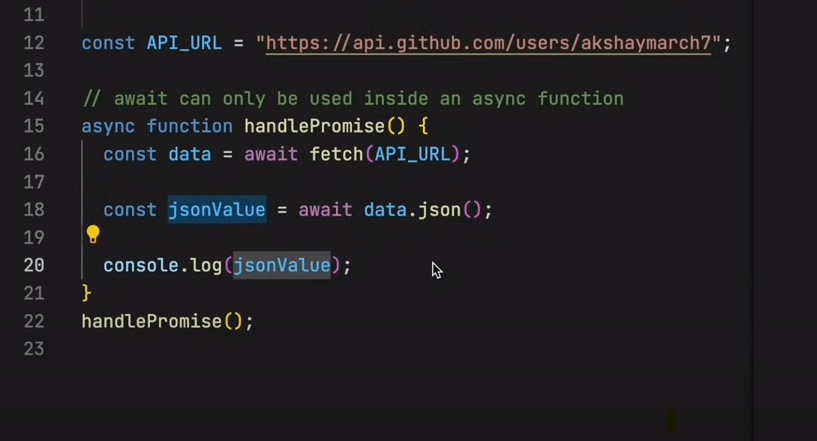 11
12 const API_URL = "https://api.github.com/users/akshaymarch7";
13
14 // await can only be used inside an async function
15 async function handlePromise() {
16 const data = await fetch(API_URL);
17
18 const jsonValue = await data.json();
19
20 console.log(jsonValue);
21 }
22 handlePromise();
23